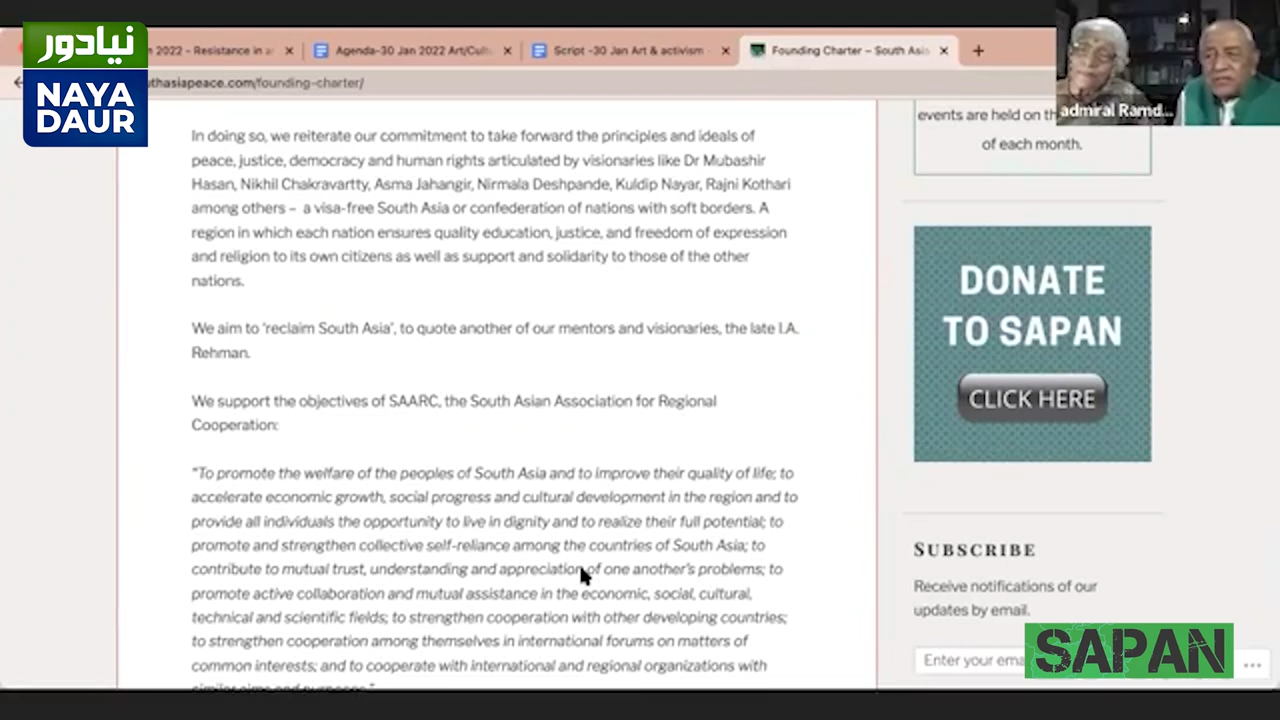 نیادور
NAYA
DAUR
2022 - Resistance in a
Agenda-30 Jan 2022 Art/Cult
Script -30 Jan Art & activism -
Founding Charter – South Asia
uthasiapeace.com/founding-charter/
admiral Ramd...
In doing so, we reiterate our commitment to take forward the principles and ideals of
peace, justice, democracy and human rights articulated by visionaries like Dr Mubashir
Hasan, Nikhil Chakravartty, Asma Jahangir, Nirmala Deshpande, Kuldip Nayar, Rajni Kothari
among others – a visa-free South Asia or confederation of nations with soft borders. A
region in which each nation ensures quality education, justice, and freedom of expression
and religion to its own citizens as well as support and solidarity to those of the other
nations.
We aim to 'reclaim South Asia', to quote another of our mentors and visionaries, the late I.A.
Rehman.
We support the objectives of SAARC, the South Asian Association for Regional
Cooperation:
"To promote the welfare of the peoples of South Asia and to improve their quality of life; to
accelerate economic growth, social progress and cultural development in the region and to
provide all individuals the opportunity to live in dignity and to realize their full potential; to
promote and strengthen collective self-reliance among the countries of South Asia; to
contribute to mutual trust, understanding and appreciation of one another's problems; to
promote active collaboration and mutual assistance in the economic, social, cultural,
technical and scientific fields; to strengthen cooperation with other developing countries;
to strengthen cooperation among themselves in international forums on matters of
common interests; and to cooperate with international and regional organizations with
similar aims and purposes."
events are held on
of each month.
DONATE
TO SAPAN
CLICK HERE
SUBSCRIBE
Receive notifications of our
updates by email.
Enter your ema
SAPAN